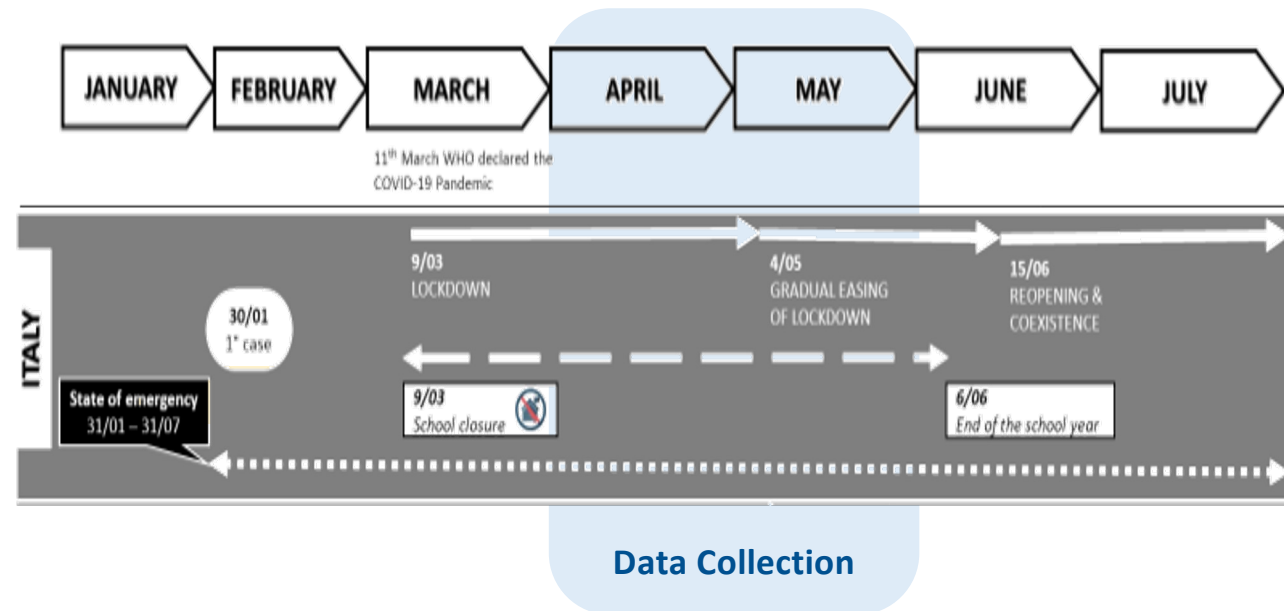 JANUARY
FEBRUARY
MARCH
APRIL
MAY
JUNE
JULY
11th March WHO declared the
COVID-19 Pandemic
ITALY
9/03
LOCKDOWN
4/05
GRADUAL EASING
OF LOCKDOWN
15/06
REOPENING &
COEXISTENCE
30/01
1° case
State of emergency
31/01 – 31/07
9/03
School closure
6/06
End of the school year
Data Collection